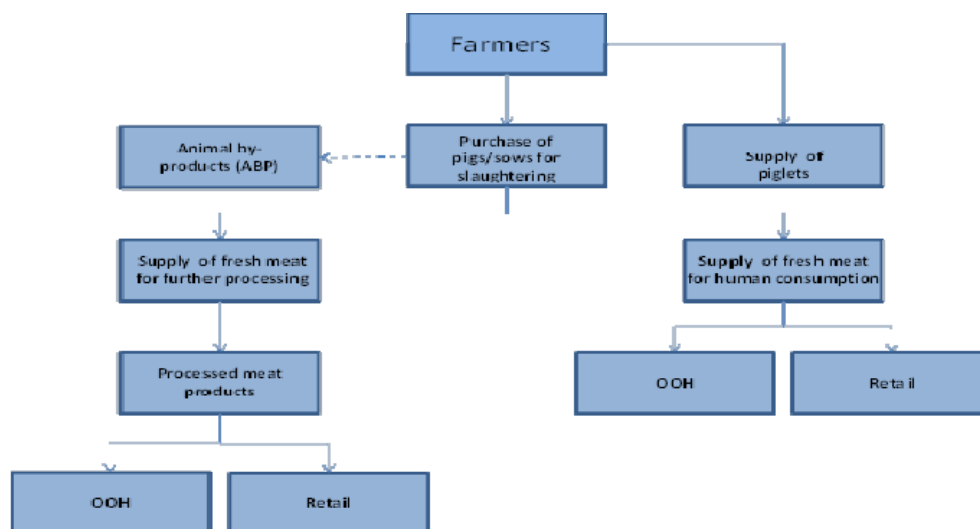 Farmers
Animal by-
products (ABP)
Purchase of
pigs/sows for
slaughtering
Supply of
piglets
Supply of fresh meat
for further processing
Supply of fresh meat
for human consumption
Processed meat
products
OOH
Retail
OOH
Retail